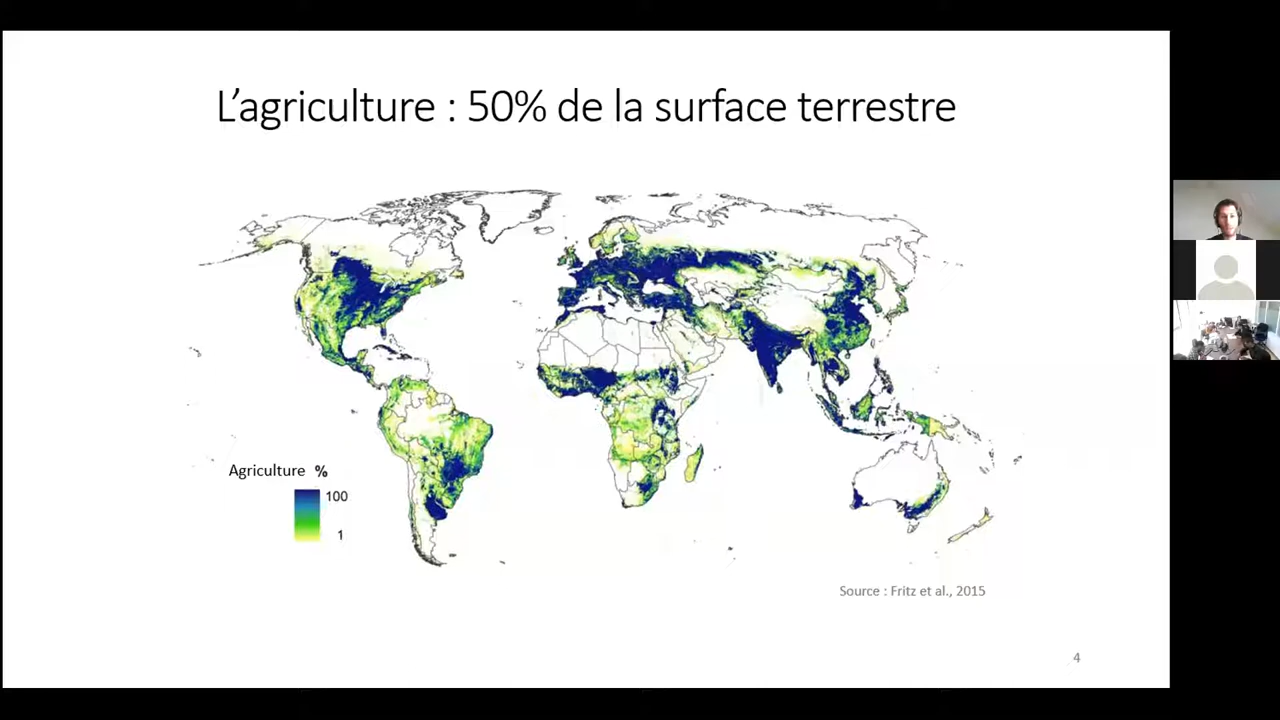 L’agriculture : 50% de la surface terrestre
Agriculture %
100
1
Source : Fritz et al., 2015
4